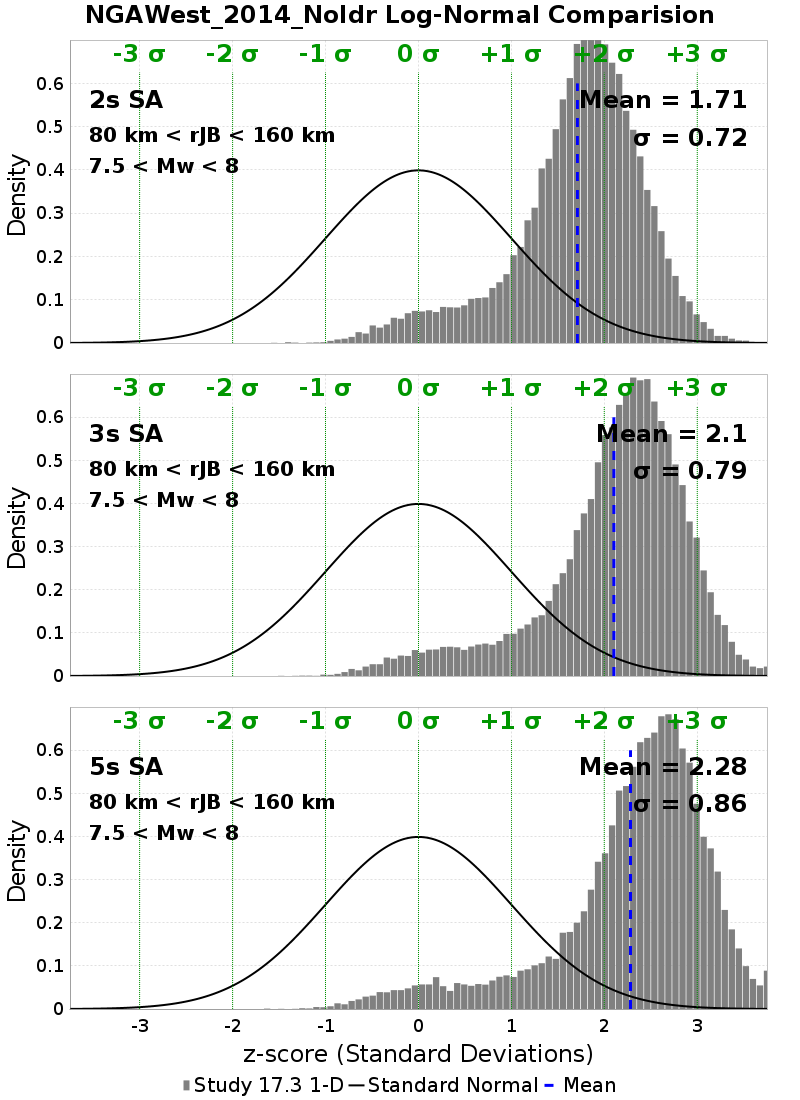 NGAWest_2014_NoIdr Log-Normal Comparision
-3 σ -2 σ -1 σ 0 σ +1 σ +2 σ +3 σ
2s SA
Mean = 1.71
80 km < rJB < 160 km
σ = 0.72
7.5 < Mw < 8
0.6
0.5
0.4
0.3
0.2
0.1
0
Density
-3 σ -2 σ -1 σ 0 σ +1 σ +2 σ +3 σ
3s SA
Mean = 2.1
80 km < rJB < 160 km
σ = 0.79
7.5 < Mw < 8
0.6
0.5
0.4
0.3
0.2
0.1
0
Density
-3 σ -2 σ -1 σ 0 σ +1 σ +2 σ +3 σ
5s SA
Mean = 2.28
80 km < rJB < 160 km
σ = 0.86
7.5 < Mw < 8
0.6
0.5
0.4
0.3
0.2
0.1
0
Density
-3 -2 -1 0 1 2 3
z-score (Standard Deviations)
Study 17.3 1-D Standard Normal Mean